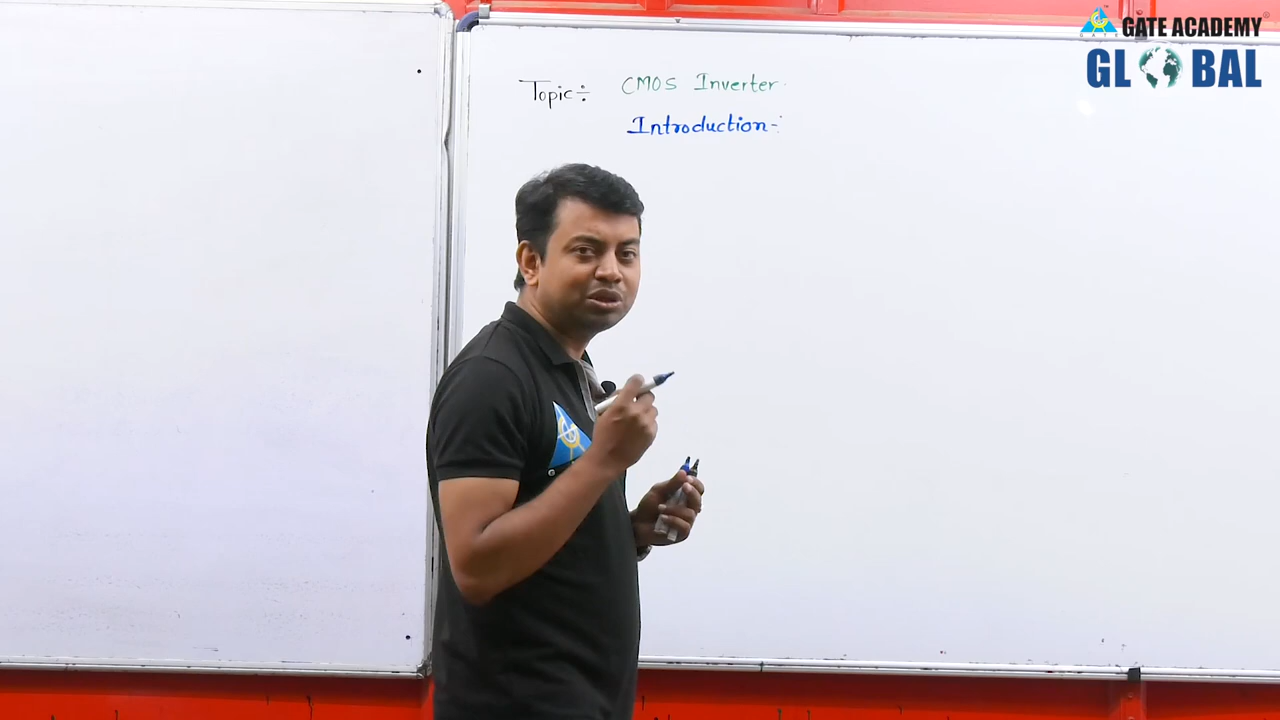 GATE ACADEMY
GLOBAL
Topic:
CMOS Inverter-
Introduction-: